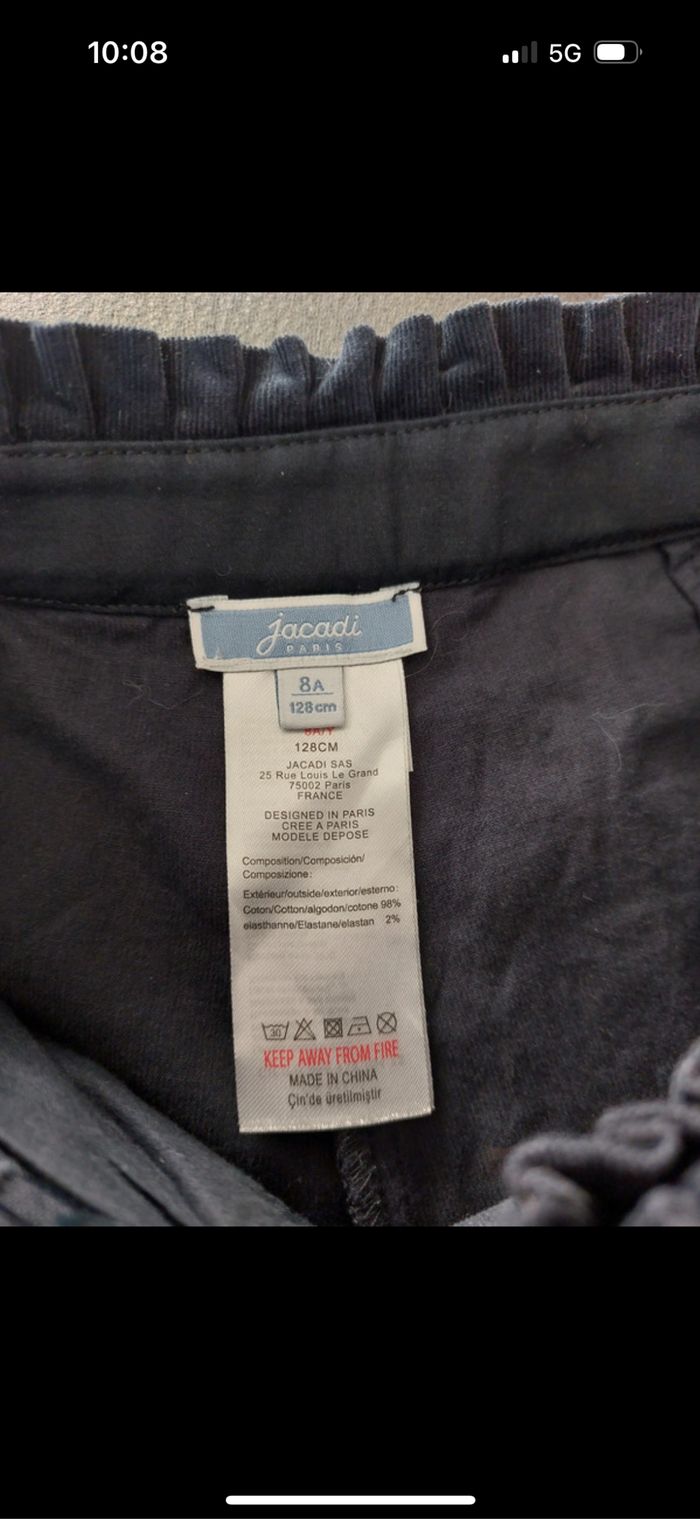 10:08
5G
jacadi
PARIS
8A
128cm
8A/Y
128CM
JACADI SAS
25 Rue Louis Le Grand
75002 Paris
FRANCE
DESIGNED IN PARIS
CREE A PARIS
MODELE DEPOSE
Composition/Composición/
Composizione:
Extérieur/outside/exterior/esterno:
Coton/Cotton/algodon/cotone 98%
elasthanne/Elastane/elastan 2%
30
KEEP AWAY FROM FIRE
MADE IN CHINA
Çin'de üretilmiştir